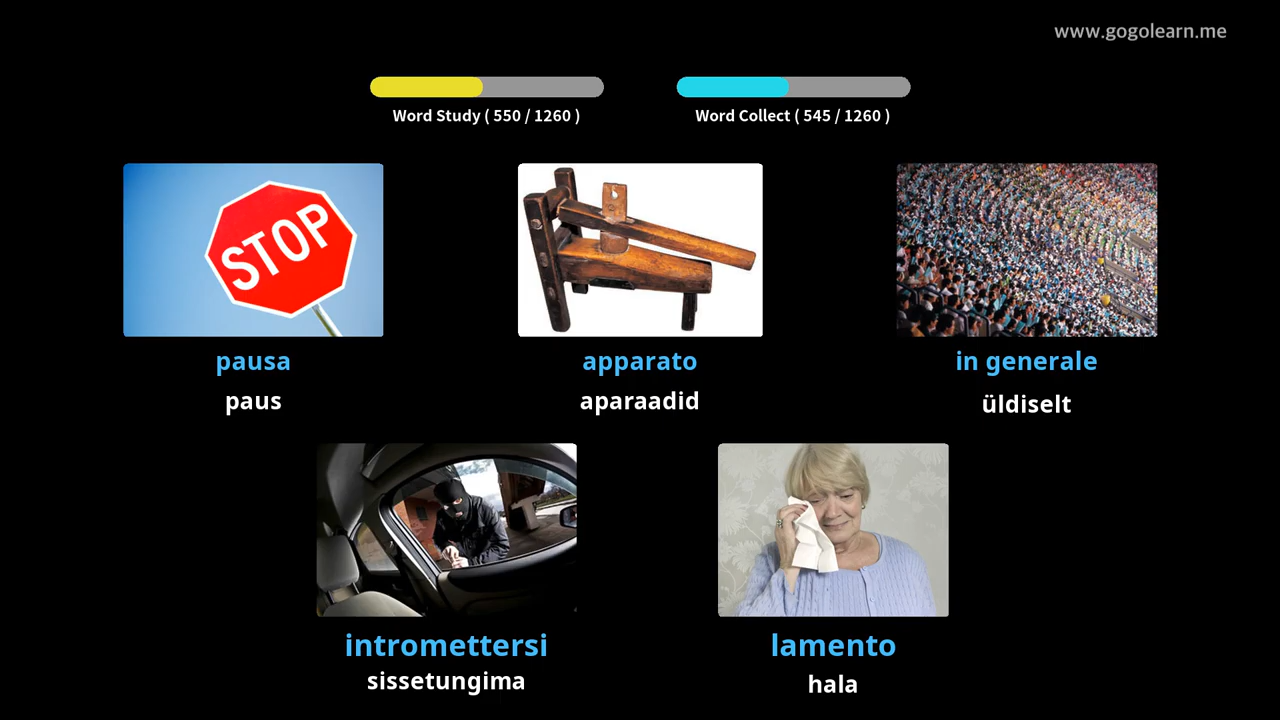 www.gogolearn.me
Word Study ( 550 / 1260 )
Word Collect ( 545 / 1260 )
STOP
pausa
paus
apparato
aparaadid
in generale
üldiselt
intromettersi
sissetungima
lamento
hala